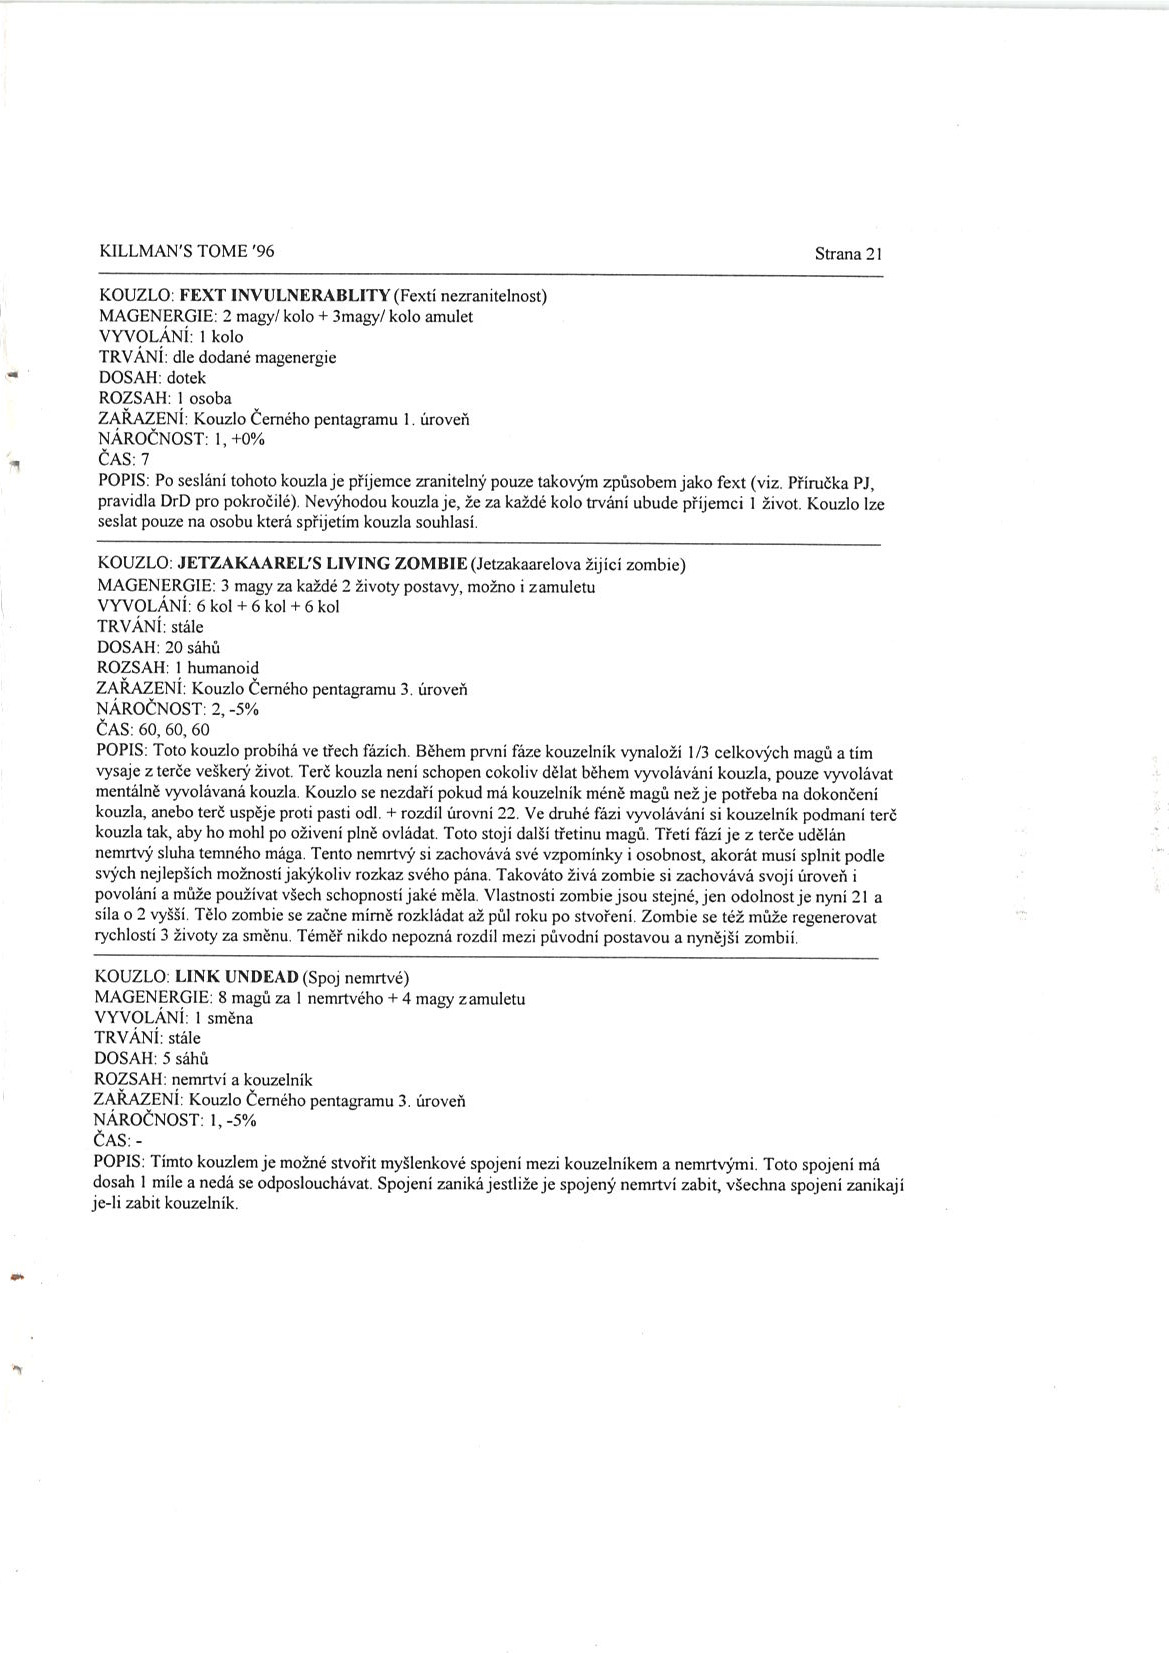 KILLMAN'S TOME '96
Strana 21
KOUZLO: FEXT INVULNERABLITY (Fextí nezranitelnost)
MAGENERGIE: 2 magy/ kolo + 3magy/ kolo amulet
VYVOLÁNÍ: 1 kolo
TRVÁNÍ: dle dodané magenergie
DOSAH: dotek
ROZSAH: 1 osoba
ZAŘAZENÍ: Kouzlo Černého pentagramu 1. úroveň
NÁROČNOST: 1, +0%
ČAS: 7
POPIS: Po seslání tohoto kouzla je příjemce zranitelný pouze takovým způsobem jako fext (viz. Příručka PJ,
pravidla DrD pro pokročilé). Nevýhodou kouzla je, že za každé kolo trvání ubude příjemci 1 život. Kouzlo lze
seslat pouze na osobu která spřijetím kouzla souhlasí.
KOUZLO: JETZAKAAREL'S LIVING ZOMBIE (Jetzakaarelova žijící zombie)
MAGENERGIE: 3 magy za každé 2 životy postavy, možno i zamuletu
VYVOLÁNÍ: 6 kol + 6 kol + 6 kol
TRVÁNÍ: stále
DOSAH: 20 sáhů
ROZSAH: 1 humanoid
ZAŘAZENÍ: Kouzlo Černého pentagramu 3. úroveň
NÁROČNOST: 2, -5%
ČAS: 60, 60, 60
POPIS: Toto kouzlo probíhá ve třech fázích. Během první fáze kouzelník vynaloží 1/3 celkových magů a tím
vysaje z terče veškerý život. Terč kouzla není schopen cokoliv dělat během vyvolávání kouzla, pouze vyvolávat
mentálně vyvolávaná kouzla. Kouzlo se nezdaří pokud má kouzelník méně magů než je potřeba na dokončení
kouzla, anebo terč uspěje proti pasti odl. + rozdíl úrovní 22. Ve druhé fázi vyvolávání si kouzelník podmaní terč
kouzla tak, aby ho mohl po oživení plně ovládat. Toto stojí další třetinu magů. Třetí fází je z terče udělán
nemrtvý sluha temného mága. Tento nemrtvý si zachovává své vzpomínky i osobnost, akorát musí splnit podle
svých nejlepších možností jakýkoliv rozkaz svého pána. Takováto živá zombie si zachovává svojí úroveň i
povolání a může používat všech schopností jaké měla. Vlastnosti zombie jsou stejné, jen odolnost je nyní 21 a
síla o 2 vyšší. Tělo zombie se začne mírně rozkládat až půl roku po stvoření. Zombie se též může regenerovat
rychlostí 3 životy za směnu. Téměř nikdo nepozná rozdíl mezi původní postavou a nynější zombií.
KOUZLO: LINK UNDEAD (Spoj nemrtvé)
MAGENERGIE: 8 magů za 1 nemrtvého + 4 magy zamuletu
VYVOLÁNÍ: 1 směna
TRVÁNÍ: stále
DOSAH: 5 sáhů
ROZSAH: nemrtví a kouzelník
ZAŘAZENÍ: Kouzlo Černého pentagramu 3. úroveň
NÁROČNOST: 1, -5%
ČAS: -
POPIS: Tímto kouzlem je možné stvořit myšlenkové spojení mezi kouzelníkem a nemrtvými. Toto spojení má
dosah 1 míle a nedá se odposlouchávat. Spojení zaniká jestliže je spojený nemrtví zabit, všechna spojení zanikají
je-li zabit kouzelník.